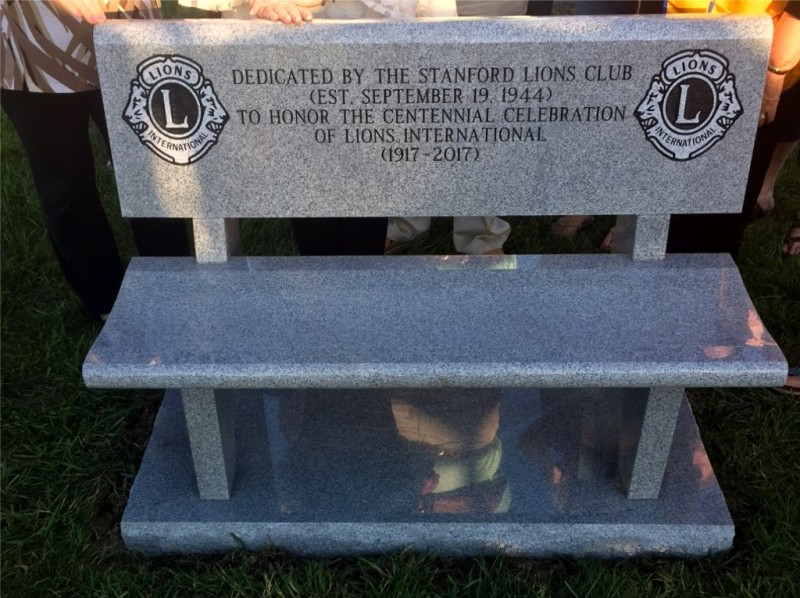 LIONS
L
INTERNATIONAL
DEDICATED BY THE STANFORD LIONS CLUB
(EST. SEPTEMBER 19, 1944)
TO HONOR THE CENTENNIAL CELEBRATION
OF LIONS INTERNATIONAL
(1917-2017)
LIONS
L
INTERNATIONAL